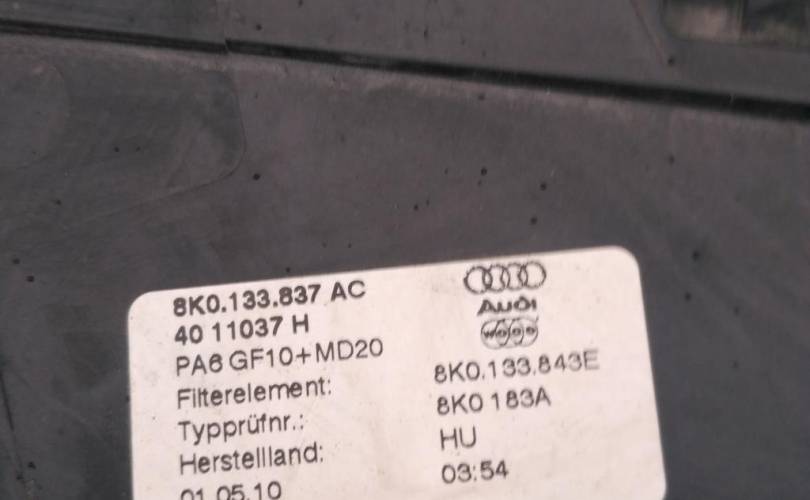 8K0.133.837 AC
40 11037 H
PA6 GF10+MD20
AUDI
Filterelement: 8K0.133.843E
Typprüfnr.: 8K0 183A
Herstellland: HU
01.05.10 03:54